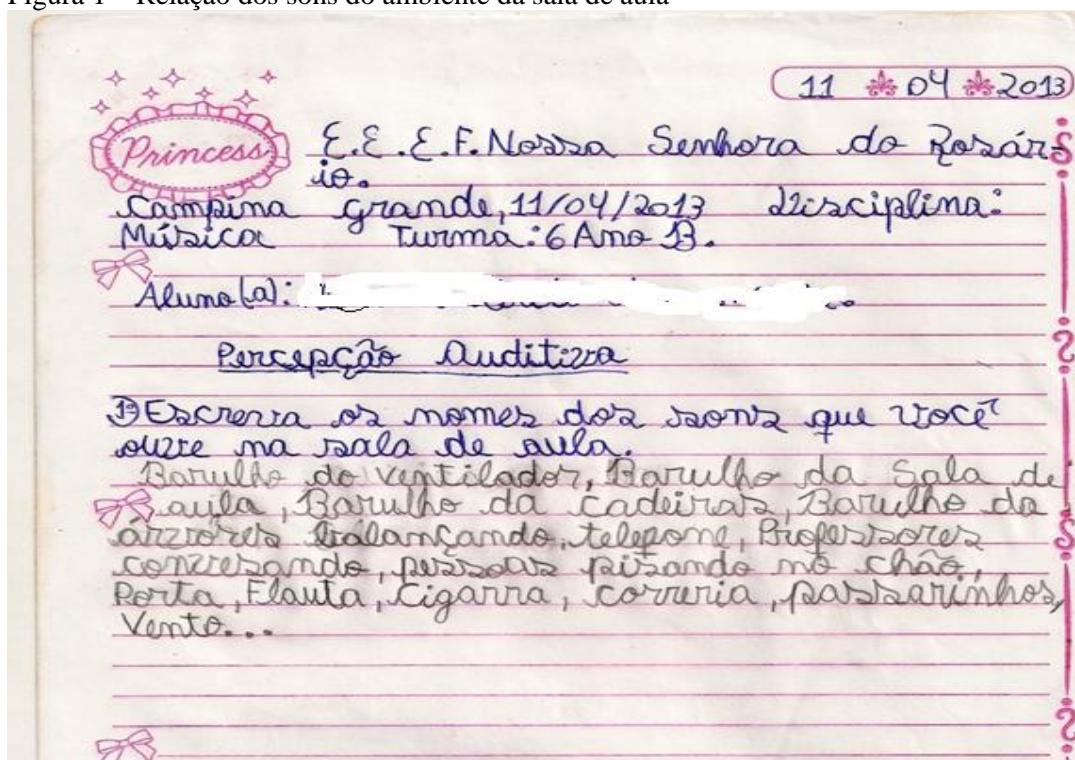 Figura 1 – Relação dos sons do ambiente da sala de aula
11 04 2013
Princess
E.E.E.F. Nossa Senhora do Rosár-
io.
Campina Grande, 11/04/2013 Disciplina:
Música Turma: 6 Ano B.
Aluno(a):
Percepção Auditiva
1º Escreva os nomes dos sons que você
ouve na sala de aula.
Barulho do ventilador, Barulho da Sala de
aula, Barulho da cadeiras, Barulho da
árvores balançando, telepone, Professores
convesando, pessoas pisando no chão,
Porta, Flauta, Cigarra, correria, passarinhos,
Vento...